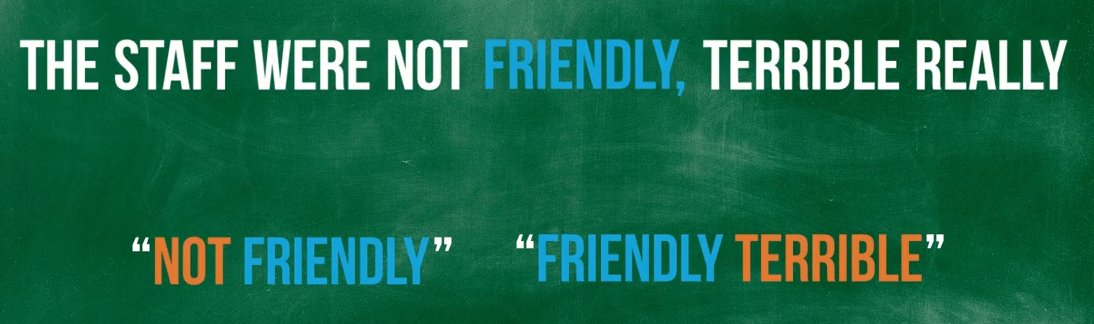 THE STAFF WERE NOT FRIENDLY, TERRIBLE REALLY
“NOT FRIENDLY” “FRIENDLY TERRIBLE”